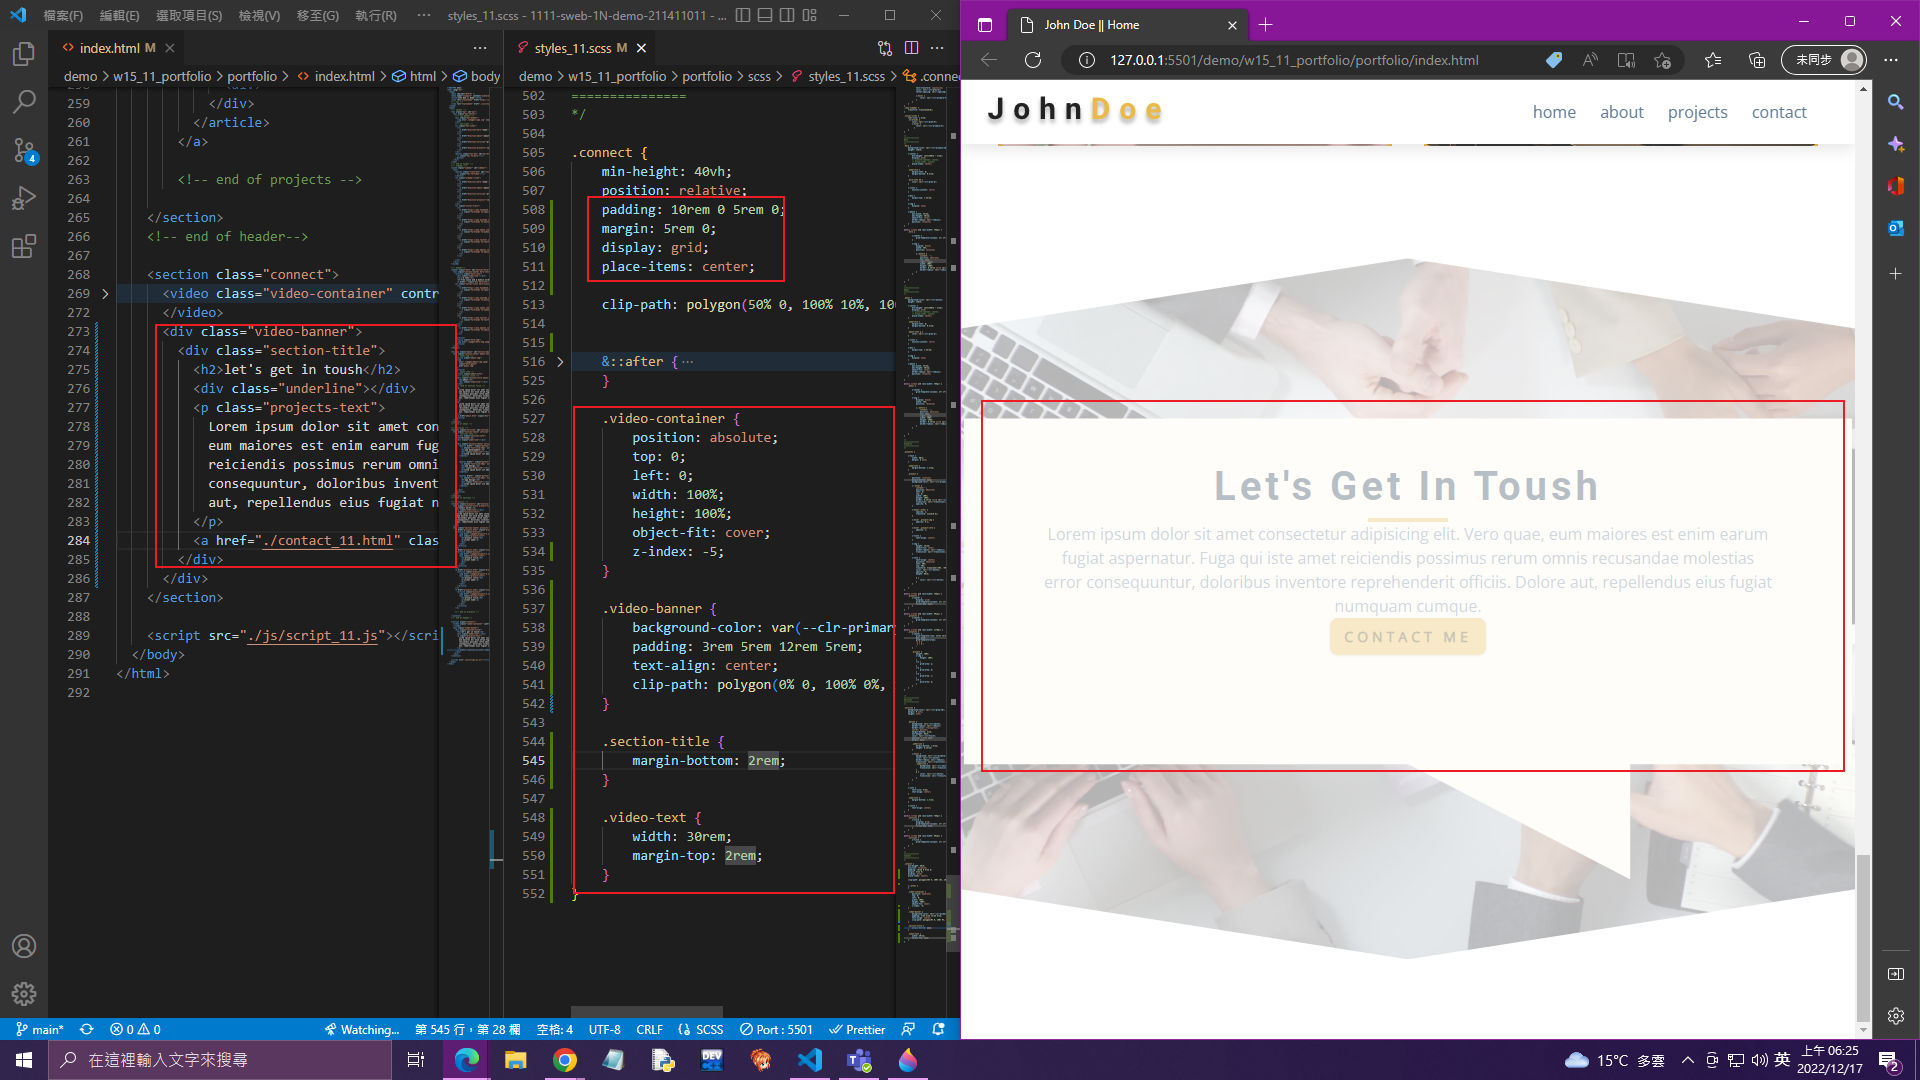 檔案(F) 編輯(E) 選取項目(S) 檢視(V) 移至(G) 執行(R) ··· styles_11.scss - 1111-sweb-1N-demo-211411011 - ...
index.html M
demo > w15_11_portfolio > portfolio > index.html > html > body
259 </div>
260 </article>
261 </a>
262
263 <!-- end of projects -->
264
265 </section>
266 <!-- end of header-->
267
268 <section class="connect">
269 <video class="video-container" contr
272 </video>
273 <div class="video-banner">
274 <div class="section-title">
275 <h2>let's get in toush</h2>
276 <div class="underline"></div>
277 <p class="projects-text">
278 Lorem ipsum dolor sit amet con
279 eum maiores est enim earum fug
280 reiciendis possimus rerum omni
281 consequuntur, doloribus invent
282 aut, repellendus eius fugiat n
283 </p>
284 <a href="./contact_11.html" clas
285 </div>
286 </div>
287 </section>
288
289 <script src="./js/script_11.js"></scri
290 </body>
291 </html>
292
styles_11.scss M
demo > w15_11_portfolio > portfolio > scss > styles_11.scss > .conne
502 ===============
503 */
504
505 .connect {
506 min-height: 40vh;
507 position: relative;
508 padding: 10rem 0 5rem 0;
509 margin: 5rem 0;
510 display: grid;
511 place-items: center;
512
513 clip-path: polygon(50% 0, 100% 10%, 10
514
515
516 &::after {···
525 }
526
527 .video-container {
528 position: absolute;
529 top: 0;
530 left: 0;
531 width: 100%;
532 height: 100%;
533 object-fit: cover;
534 z-index: -5;
535 }
536
537 .video-banner {
538 background-color: var(--clr-primar
539 padding: 3rem 5rem 12rem 5rem;
540 text-align: center;
541 clip-path: polygon(0% 0, 100% 0%,
542 }
543
544 .section-title {
545 margin-bottom: 2rem;
546 }
547
548 .video-text {
549 width: 30rem;
550 margin-top: 2rem;
551 }
552 }
4
main* 0 0 Watching... 第 545 行，第 28 欄 空格: 4 UTF-8 CRLF SCSS Port : 5501 Prettier
John Doe || Home
127.0.0.1:5501/demo/w15_11_portfolio/portfolio/index.html 未同步
JohnDoe
home about projects contact
Let's Get In Toush
Lorem ipsum dolor sit amet consectetur adipisicing elit. Vero quae, eum maiores est enim earum
fugiat aspernatur. Fuga qui iste amet reiciendis possimus rerum omnis recusandae molestias
error consequuntur, doloribus inventore reprehenderit officiis. Dolore aut, repellendus eius fugiat
numquam cumque.
CONTACT ME
在這裡輸入文字來搜尋
DEV
15°C 多雲
英
上午 06:25
2022/12/17
2